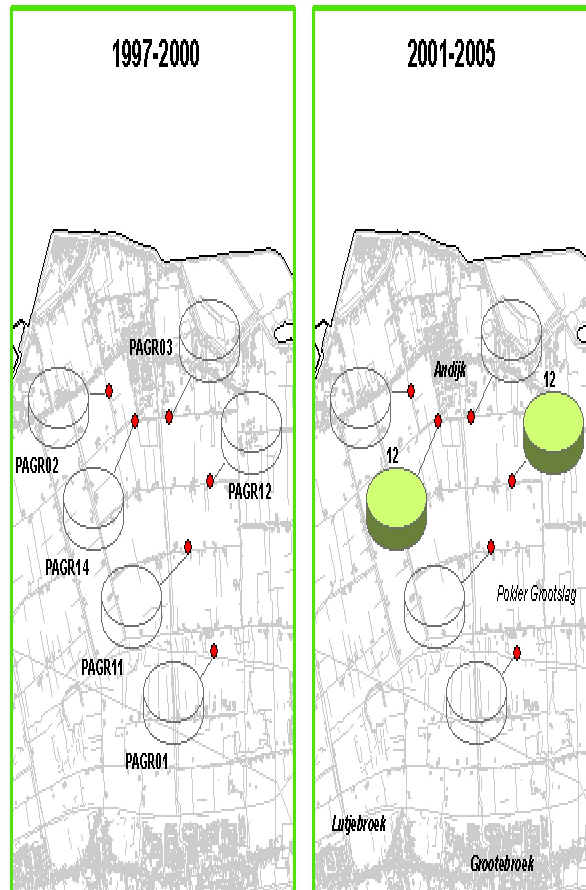 1997-2000
PAGR03
PAGR02
PAGR12
PAGR14
PAGR11
PAGR01
2001-2005
Andijk
12
12
Polder Grootslag
Lutjebroek
Grootebroek